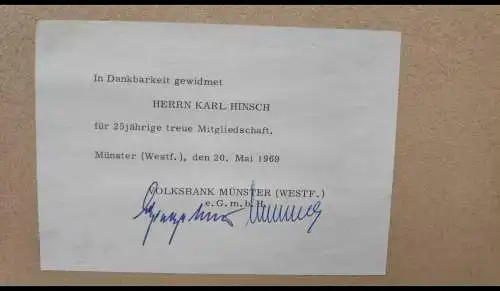 In Dankbarkeit gewidmet
HERRN KARL HINSCH
für 25jährige treue Mitgliedschaft.
Münster (Westf.), den 20. Mai 1969
VOLKSBANK MÜNSTER (WESTF.)
e.G.m.b.H.